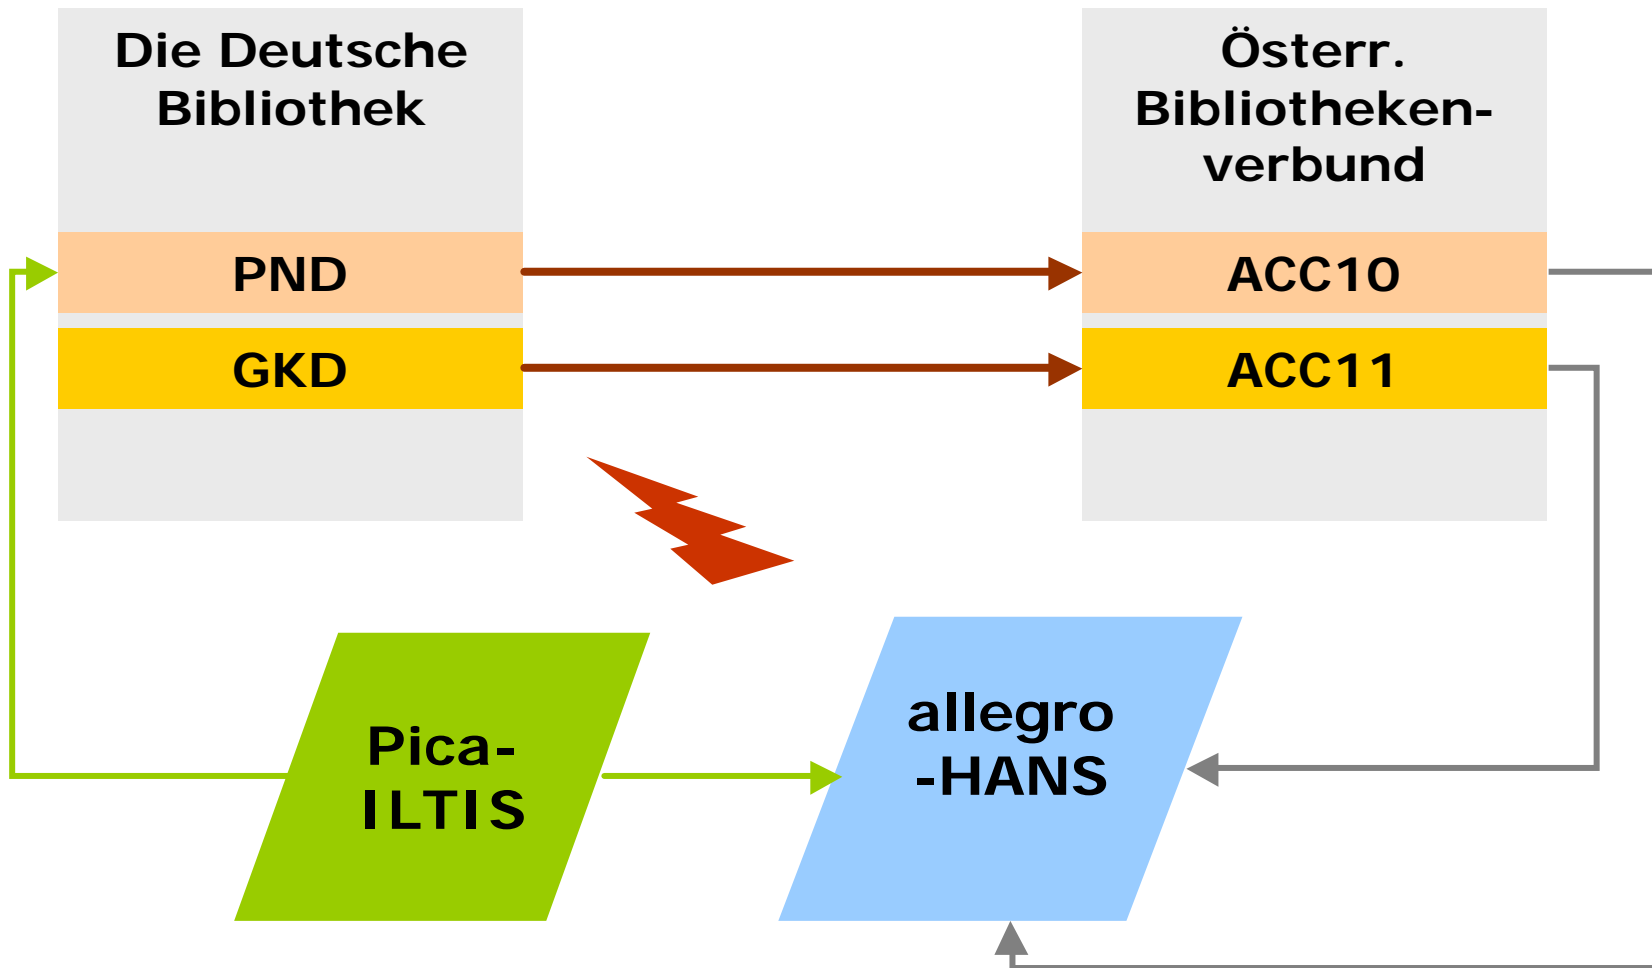 Die Deutsche
Bibliothek
Österr.
Bibliotheken-
verbund
PND
ACC10
GKD
ACC11
Pica-
ILTIS
allegro
-HANS